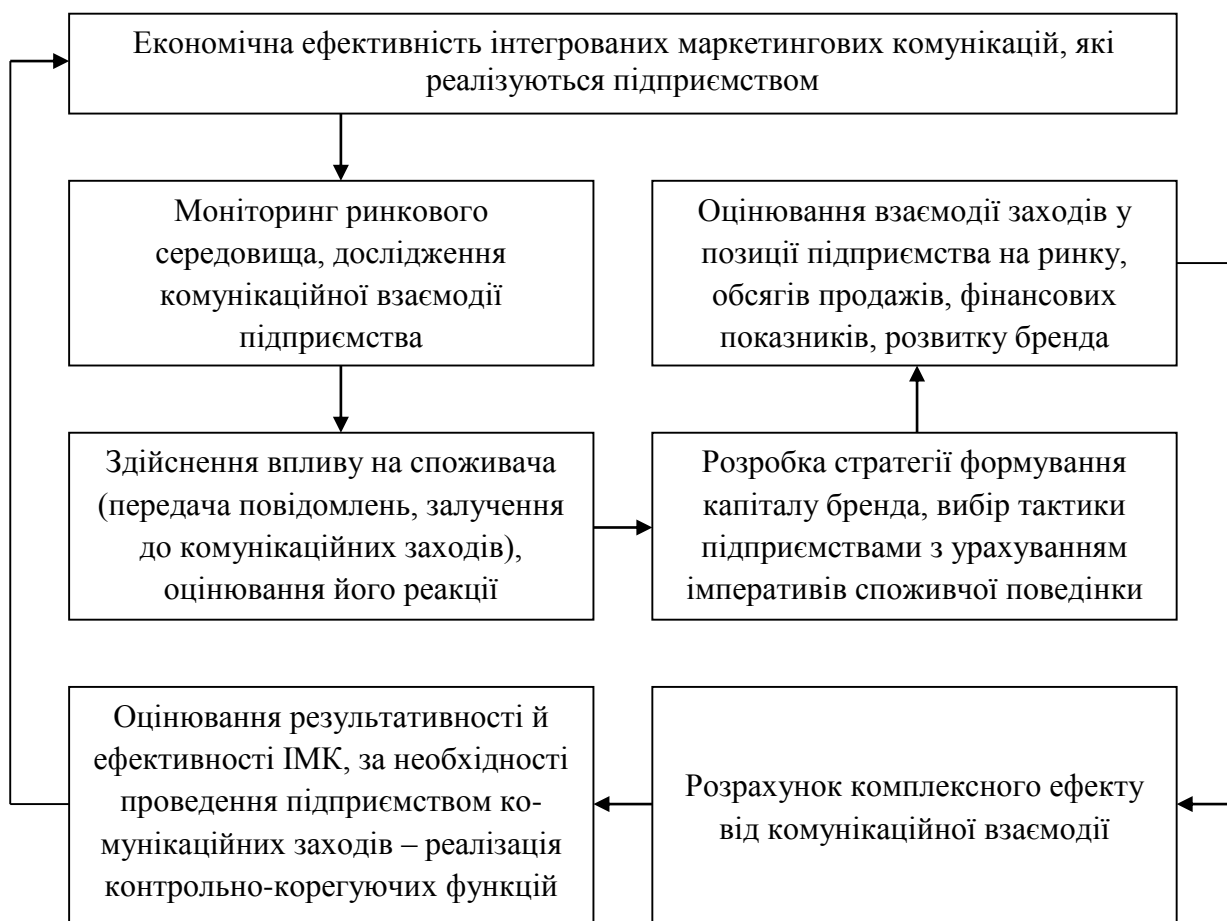 Економічна ефективність інтегрованих маркетингових комунікацій, які
реалізуються підприємством
Моніторинг ринкового
середовища, дослідження
комунікаційної взаємодії
підприємства
Оцінювання взаємодії заходів у
позиції підприємства на ринку,
обсягів продажів, фінансових
показників, розвитку бренда
Здійснення впливу на споживача
(передача повідомлень, залучення
до комунікаційних заходів),
оцінювання його реакції
Розробка стратегії формування
капіталу бренда, вибір тактики
підприємствами з урахуванням
імперативів споживчої поведінки
Оцінювання результативності й
ефективності ІМК, за необхідності
проведення підприємством ко-
мунікаційних заходів – реалізація
контрольно-корегуючих функцій
Розрахунок комплексного ефекту
від комунікаційної взаємодії